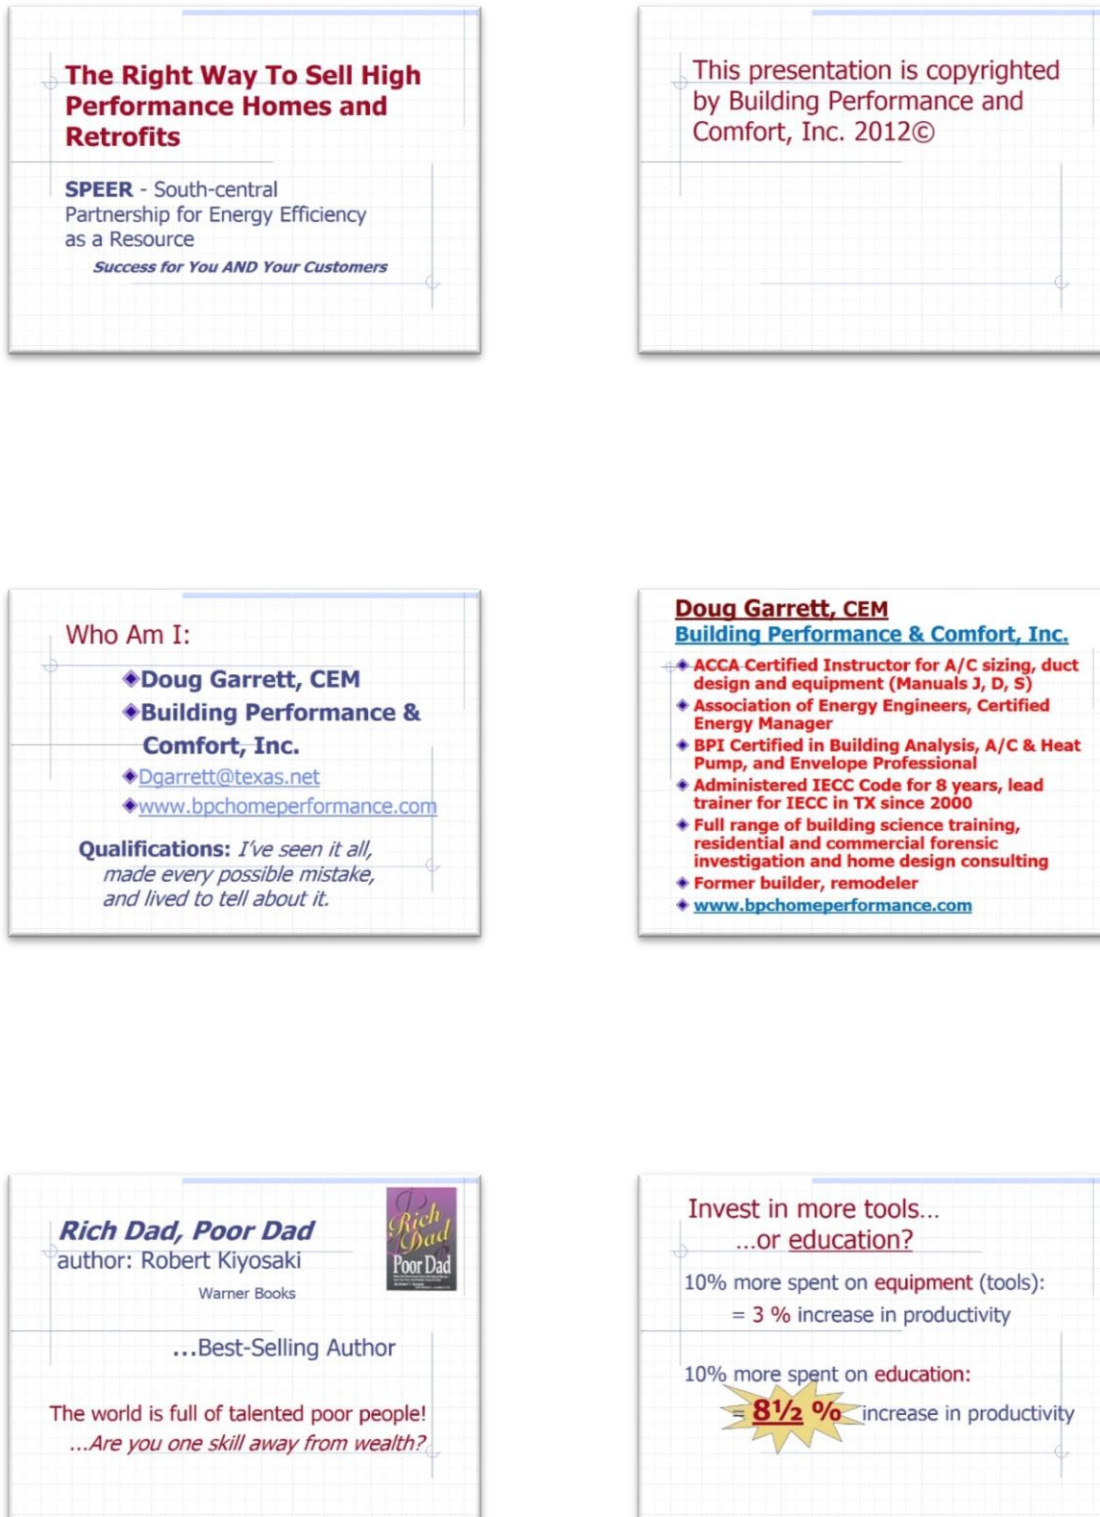 The Right Way To Sell High
Performance Homes and
Retrofits
SPEER - South-central
Partnership for Energy Efficiency
as a Resource
Success for You AND Your Customers
This presentation is copyrighted
by Building Performance and
Comfort, Inc. 2012©
Who Am I:
Doug Garrett, CEM
Building Performance &
Comfort, Inc.
Dgarrett@texas.net
www.bpchomeperformance.com
Qualifications: I've seen it all,
made every possible mistake,
and lived to tell about it.
Doug Garrett, CEM
Building Performance & Comfort, Inc.
ACCA Certified Instructor for A/C sizing, duct
design and equipment (Manuals J, D, S)
Association of Energy Engineers, Certified
Energy Manager
BPI Certified in Building Analysis, A/C & Heat
Pump, and Envelope Professional
Administered IECC Code for 8 years, lead
trainer for IECC in TX since 2000
Full range of building science training,
residential and commercial forensic
investigation and home design consulting
Former builder, remodeler
www.bpchomeperformance.com
Rich Dad, Poor Dad
author: Robert Kiyosaki
Warner Books
...Best-Selling Author
The world is full of talented poor people!
...Are you one skill away from wealth?
Rich
Dad
Poor Dad
Invest in more tools...
...or education?
10% more spent on equipment (tools):
= 3 % increase in productivity
10% more spent on education:
= 8½ % increase in productivity